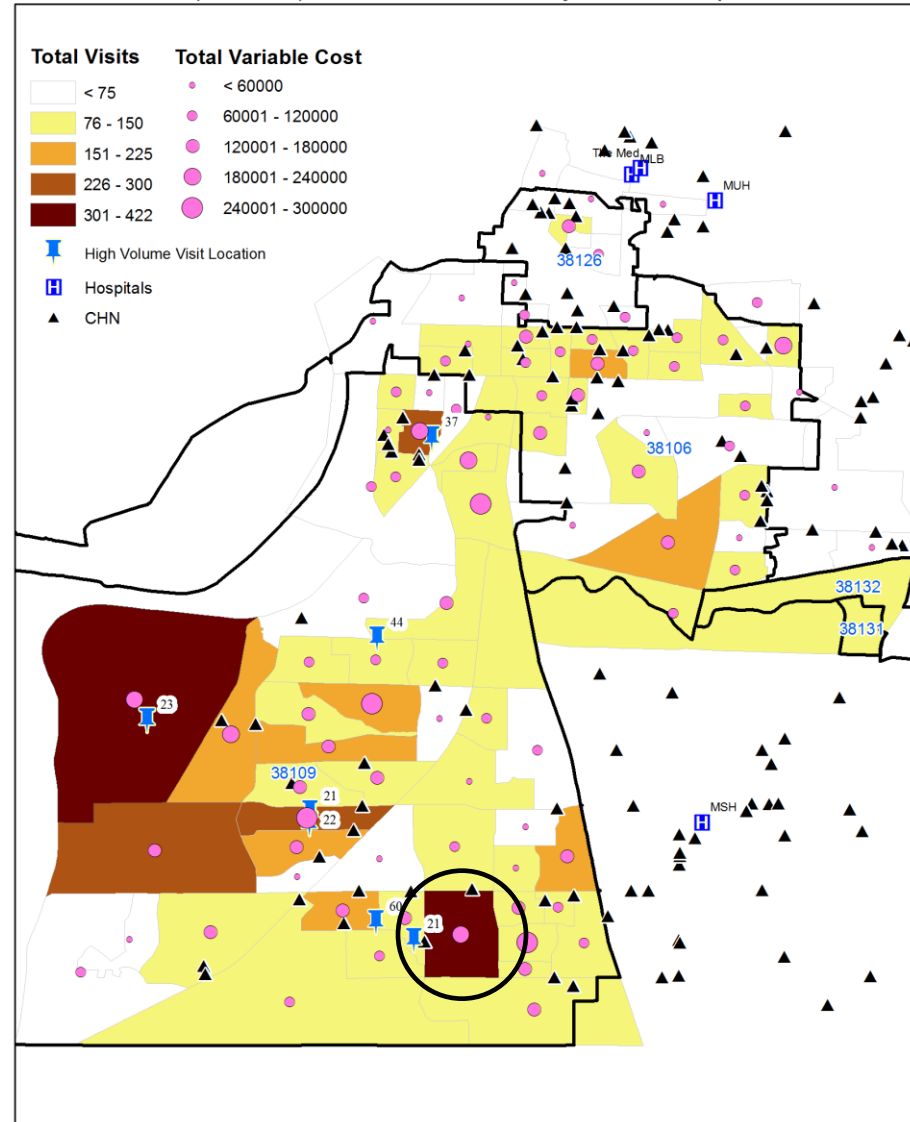 Total Visits
< 75
76 - 150
151 - 225
226 - 300
301 - 422
Total Variable Cost
< 60000
60001 - 120000
120001 - 180000
180001 - 240000
240001 - 300000
High Volume Visit Location
H Hospitals
CHN
The Med
MLB
H
H
MUH
H
38126
37
38106
38132
38131
44
23
38109
21
22
MSH
H
60
21